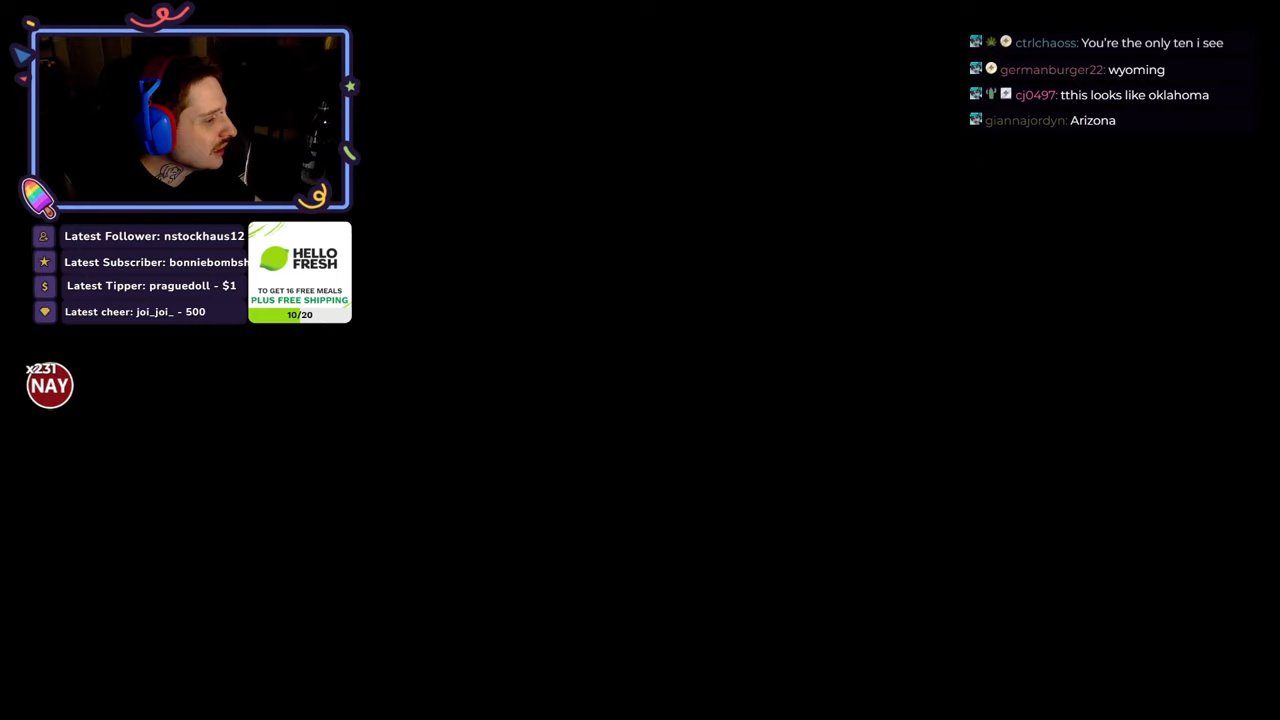 ctrlchaoss: You're the only ten i see
germanburger22: wyoming
cj0497: tthis looks like oklahoma
giannajordyn: Arizona
Latest Follower: nstockhaus12
Latest Subscriber: bonniebombsh
Latest Tipper: praguedoll - $1
Latest cheer: joi_joi_ - 500
HELLO
FRESH
TO GET 16 FREE MEALS
PLUS FREE SHIPPING
10/20
x231
NAY